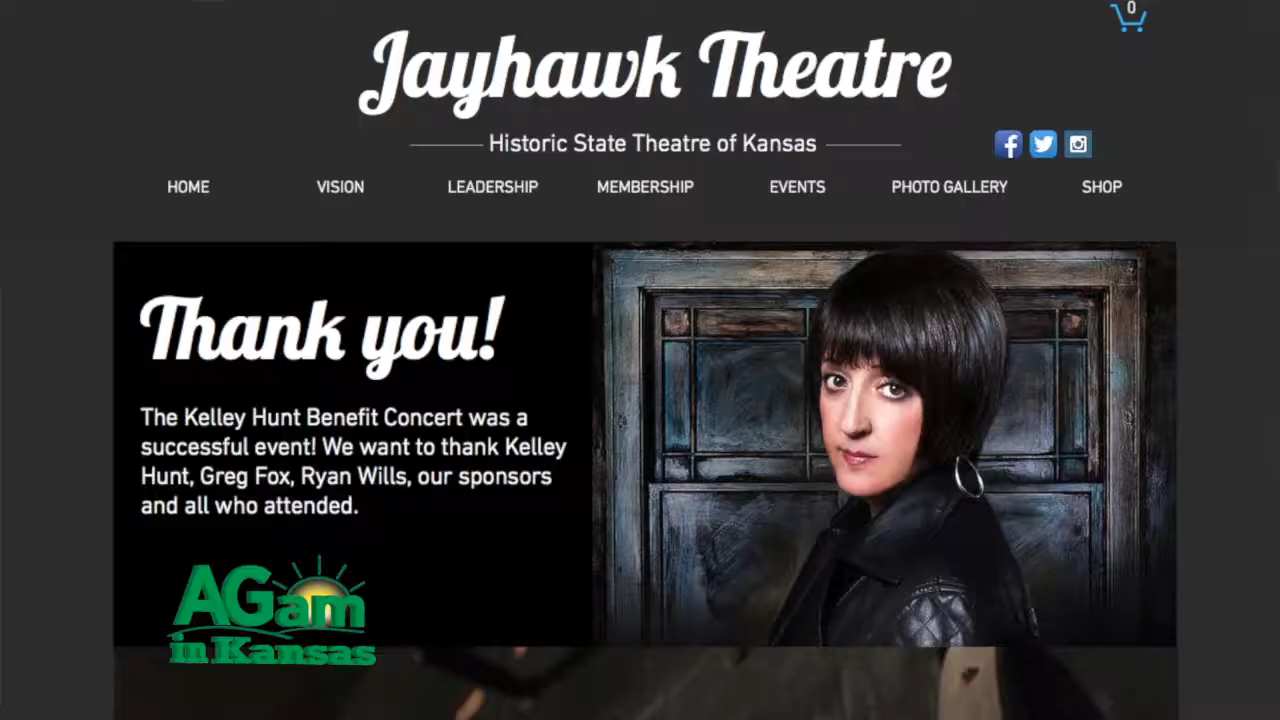 0
Jayhawk Theatre
Historic State Theatre of Kansas
HOME VISION LEADERSHIP MEMBERSHIP EVENTS PHOTO GALLERY SHOP
Thank you!
The Kelley Hunt Benefit Concert was a
successful event! We want to thank Kelley
Hunt, Greg Fox, Ryan Wills, our sponsors
and all who attended.
AGam
in Kansas